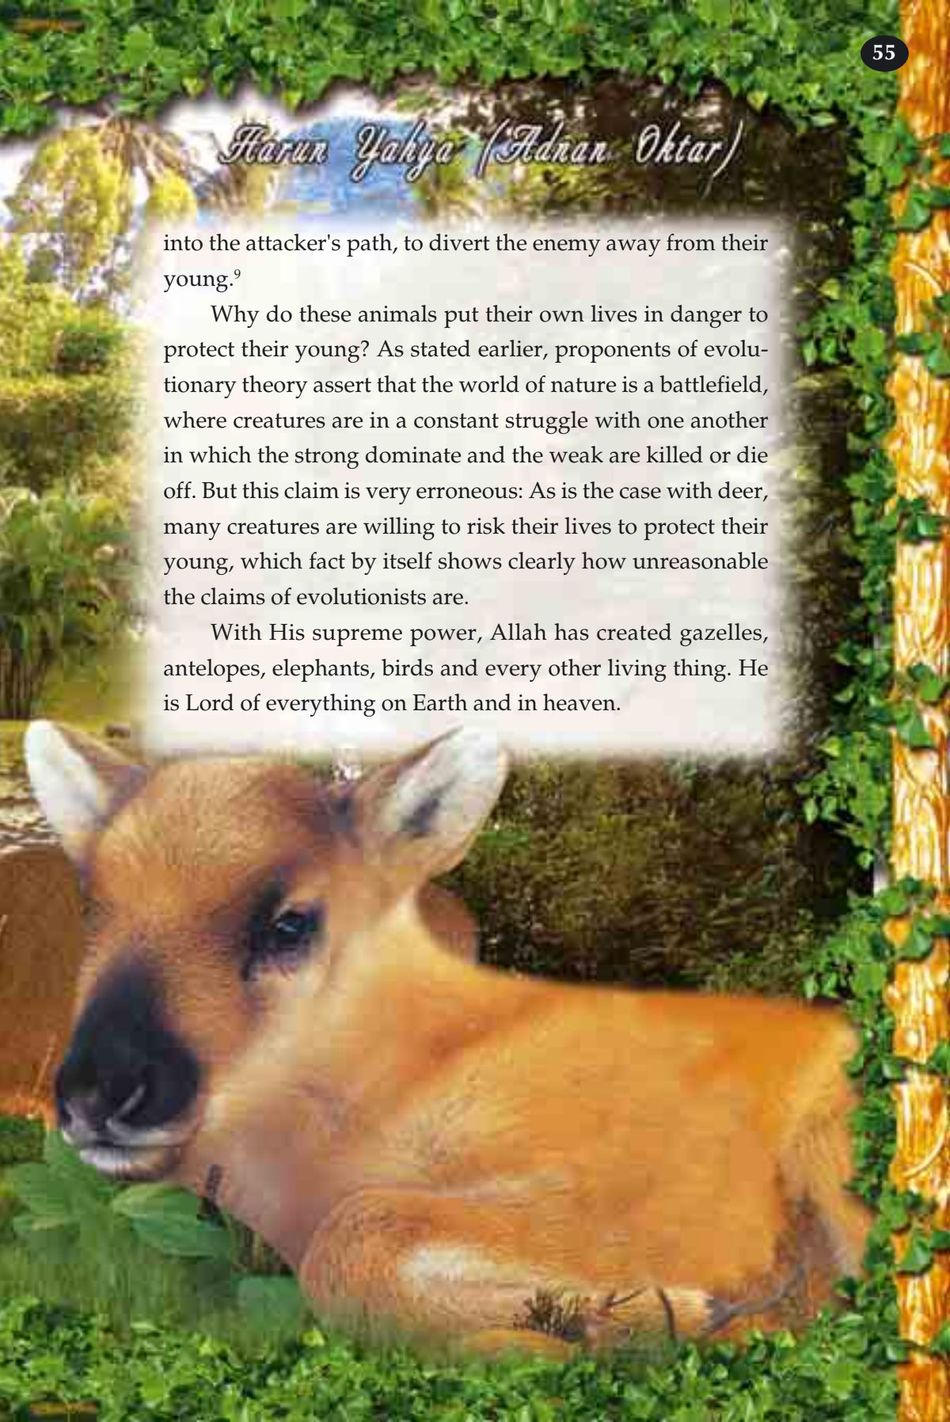 55
Harun Yahya (Adnan Oktar)
into the attacker's path, to divert the enemy away from their
young.9
Why do these animals put their own lives in danger to
protect their young? As stated earlier, proponents of evolu-
tionary theory assert that the world of nature is a battlefield,
where creatures are in a constant struggle with one another
in which the strong dominate and the weak are killed or die
off. But this claim is very erroneous: As is the case with deer,
many creatures are willing to risk their lives to protect their
young, which fact by itself shows clearly how unreasonable
the claims of evolutionists are.
With His supreme power, Allah has created gazelles,
antelopes, elephants, birds and every other living thing. He
is Lord of everything on Earth and in heaven.